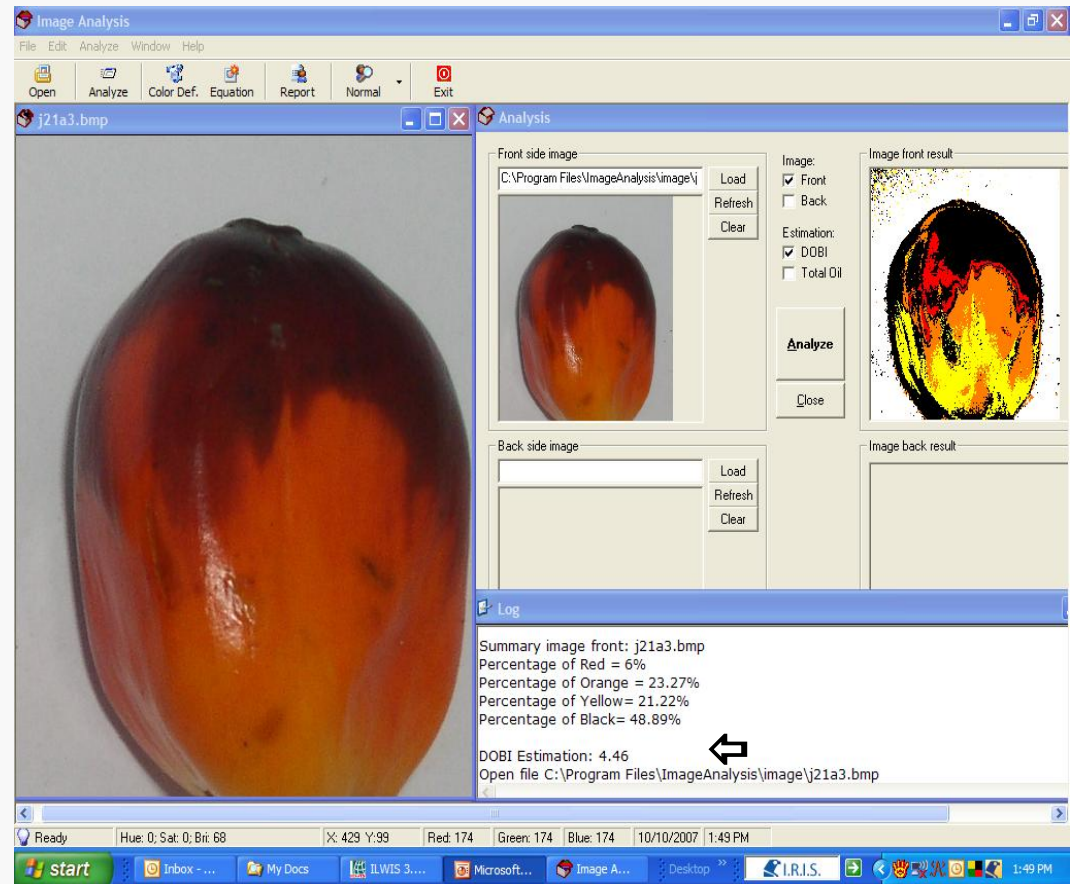 Image Analysis
File Edit Analyze Window Help
Open Analyze Color Def. Equation Report Normal Exit
j21a3.bmp
Analysis
Front side image
C:\Program Files\ImageAnalysis\image\j
Load
Refresh
Clear
Image:
Front
Back
Estimation:
DOBI
Total Oil
Analyze
Close
Image front result
Back side image
Load
Refresh
Clear
Image back result
Log
Summary image front: j21a3.bmp
Percentage of Red = 6%
Percentage of Orange = 23.27%
Percentage of Yellow= 21.22%
Percentage of Black= 48.89%
DOBI Estimation: 4.46
Open file C:\Program Files\ImageAnalysis\image\j21a3.bmp
Ready Hue: 0; Sat: 0; Bri: 68 X: 429 Y:99 Red: 174 Green: 174 Blue: 174 10/10/2007 1:49 PM
start Inbox - ... My Docs ILWIS 3.... Microsoft... Image A... Desktop » I.R.I.S. 1:49 PM